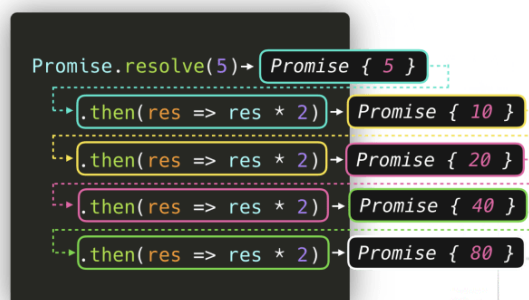 Promise.resolve(5)→ Promise { 5 }
.then(res => res * 2) → Promise { 10 }
.then(res => res * 2) → Promise { 20 }
.then(res => res * 2) → Promise { 40 }
.then(res => res * 2) → Promise { 80 }